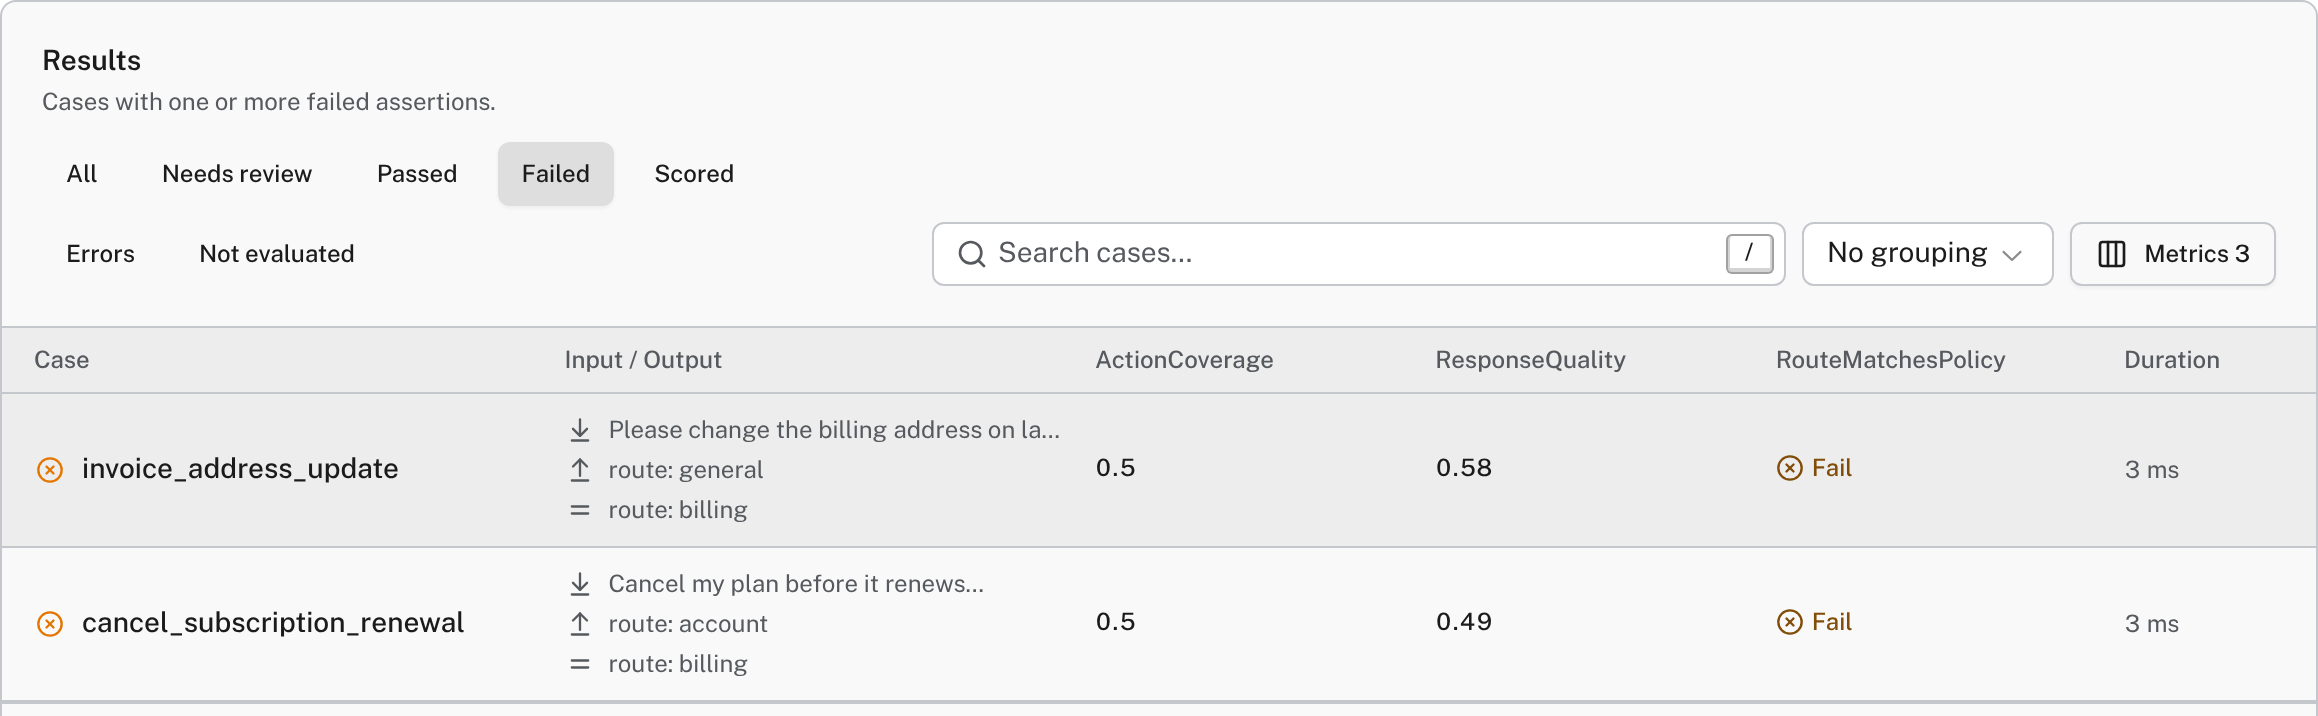 Results
Cases with one or more failed assertions.
All Needs review Passed Failed Scored
Errors Not evaluated Search cases... / No grouping Metrics 3
Case Input / Output ActionCoverage ResponseQuality RouteMatchesPolicy Duration
Please change the billing address on la...
invoice_address_update route: general 0.5 0.58 Fail 3 ms
= route: billing
Cancel my plan before it renews...
cancel_subscription_renewal route: account 0.5 0.49 Fail 3 ms
= route: billing